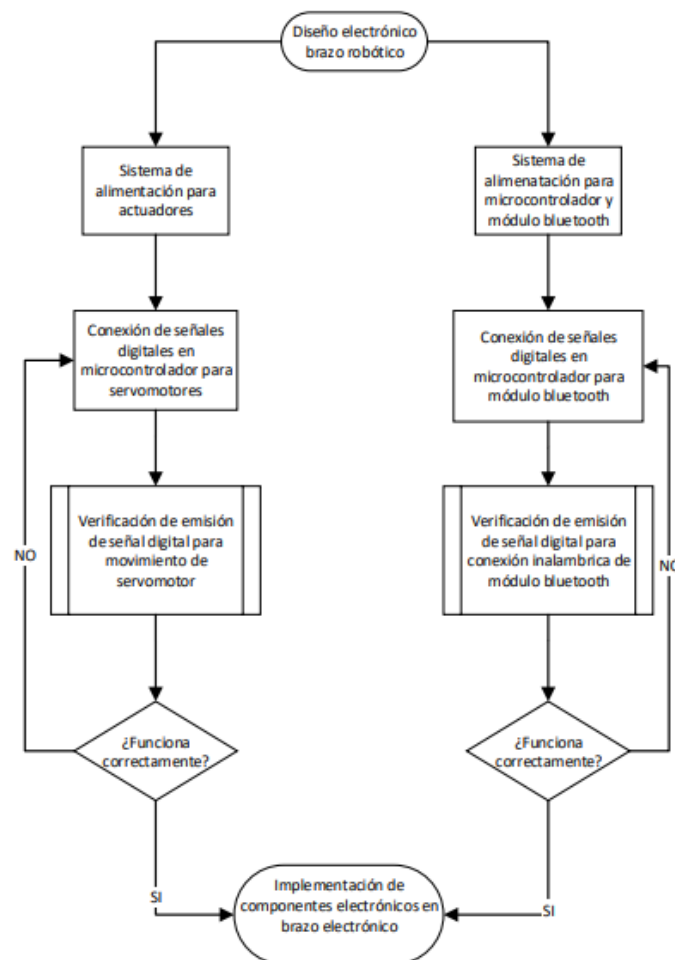 Diseño electrónico
brazo robótico
Sistema de
alimentación para
actuadores
Sistema de
alimenatación para
microcontrolador y
módulo bluetooth
Conexión de señales
digitales en
microcontrolador para
servomotores
Conexión de señales
digitales en
microcontrolador para
módulo bluetooth
Verificación de emisión
de señal digital para
movimiento de
servomotor
Verificación de emisión
de señal digital para
conexión inalambrica de
módulo bluetooth
NO
NO
¿Funciona
correctamente?
¿Funciona
correctamente?
SI
SI
Implementación de
componentes electrónicos en
brazo electrónico